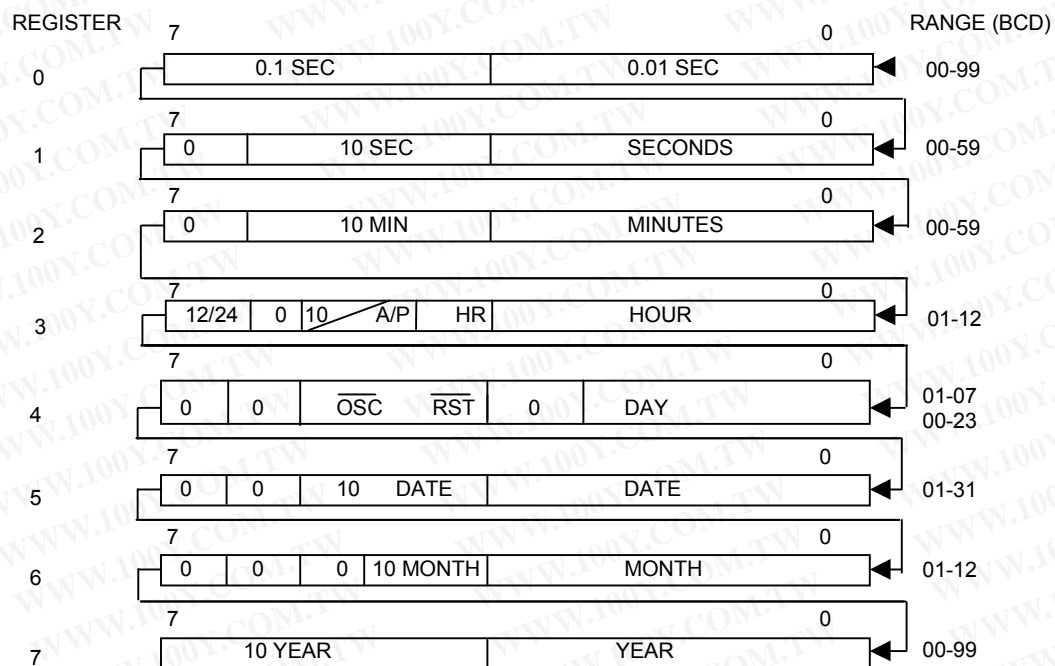 REGISTER 7 0 RANGE (BCD)
0 0.1 SEC 0.01 SEC 00-99
7 0
1 0 10 SEC SECONDS 00-59
7 0
2 0 10 MIN MINUTES 00-59
7 0
3 12/24 0 10 A/P HR HOUR 01-12
7 0
4 0 0 OSC RST 0 DAY 01-07
00-23
7 0
5 0 0 10 DATE DATE 01-31
7 0
6 0 0 0 10 MONTH MONTH 01-12
7 0
7 10 YEAR YEAR 00-99
WWW.100Y.COM.TW